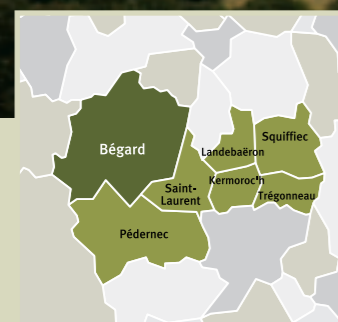 Bégard
Squiffiec
Landebaëron
Kermoroc'h
Saint-
Laurent
Trégonneau
Pédernec